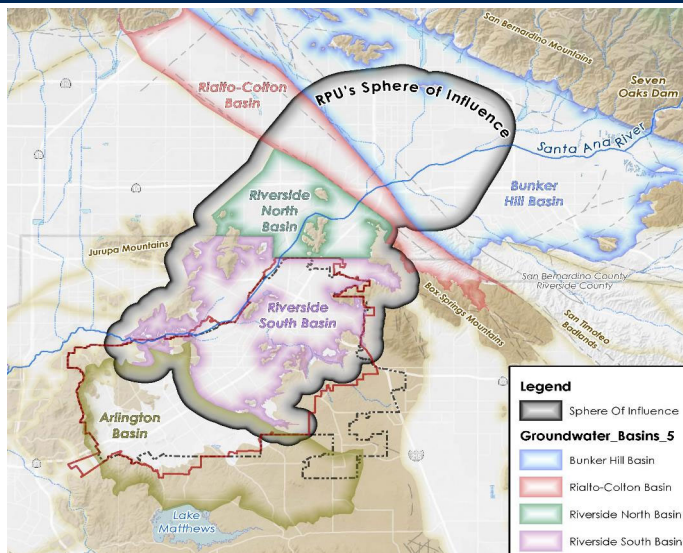 San Bernardino Mountains
Seven
Oaks Dam
Rialto-Colton
Basin
RPU's Sphere of Influence
Santa Ana River
Bunker
Hill Basin
Riverside
North
Basin
Jurupa Mountains
San Bernardino County
Riverside County
Box Springs Mountains
San Timoteo
Badlands
Riverside
South Basin
Arlington
Basin
Lake
Matthews
Legend
Sphere Of Influence
Groundwater_Basins_5
Bunker Hill Basin
Rialto-Colton Basin
Riverside North Basin
Riverside South Basin